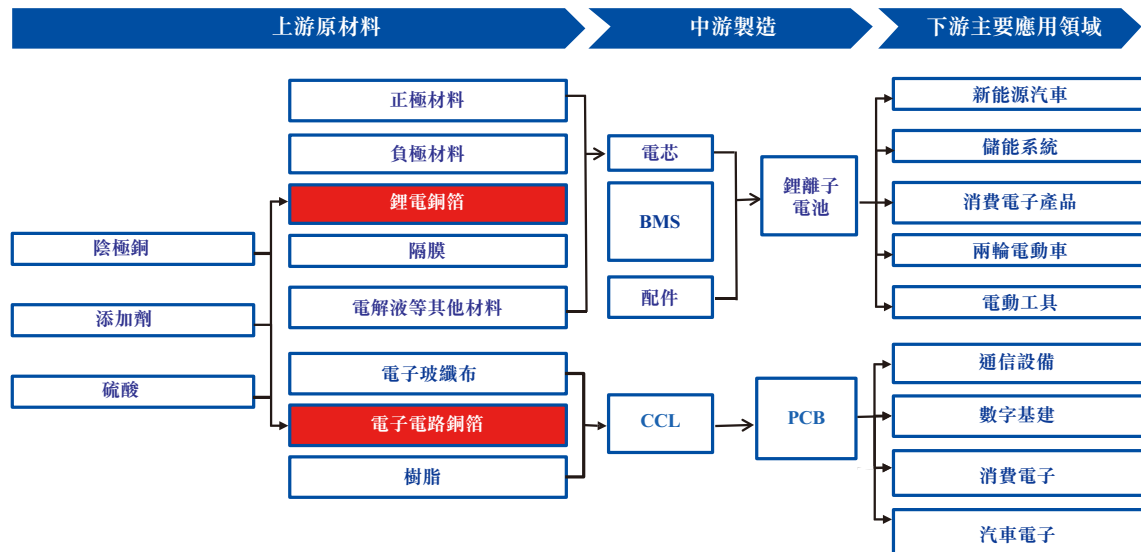 上游原材料
中游製造
下游主要應用領域
陰極銅
添加劑
硫酸
正極材料
負極材料
鋰電銅箔
隔膜
電解液等其他材料
電子玻纖布
電子電路銅箔
樹脂
電芯
BMS
配件
CCL
鋰離子
電池
PCB
新能源汽車
儲能系統
消費電子產品
兩輪電動車
電動工具
通信設備
數字基建
消費電子
汽車電子